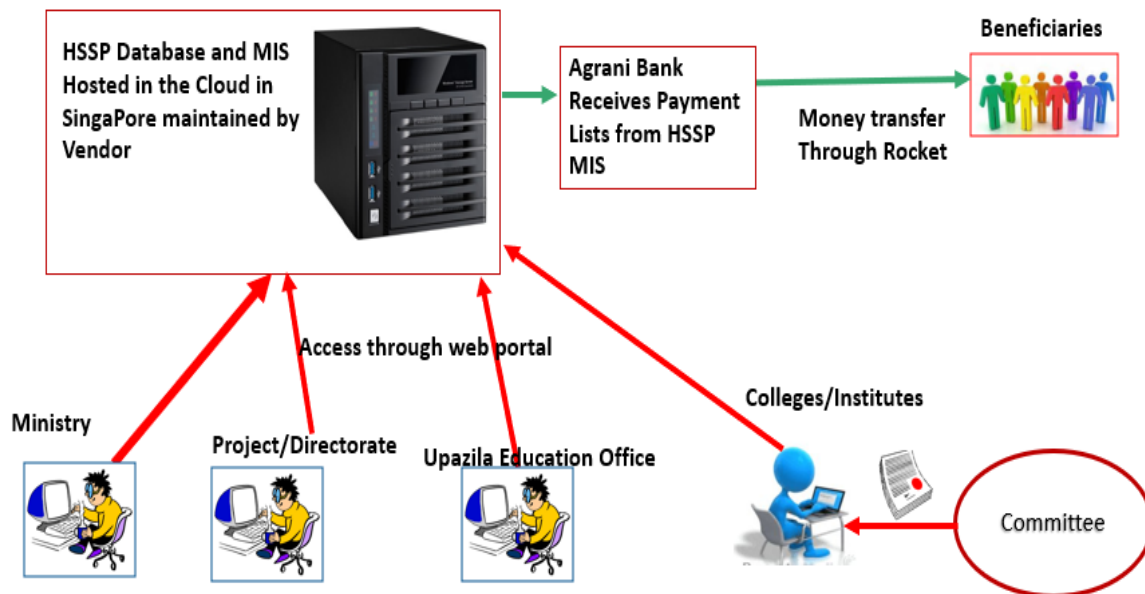 HSSP Database and MIS
Hosted in the Cloud in
SingaPore maintained by
Vendor
Agrani Bank
Receives Payment
Lists from HSSP
MIS
Beneficiaries
Money transfer
Through Rocket
Access through web portal
Ministry
Project/Directorate
Upazila Education Office
Colleges/Institutes
Committee